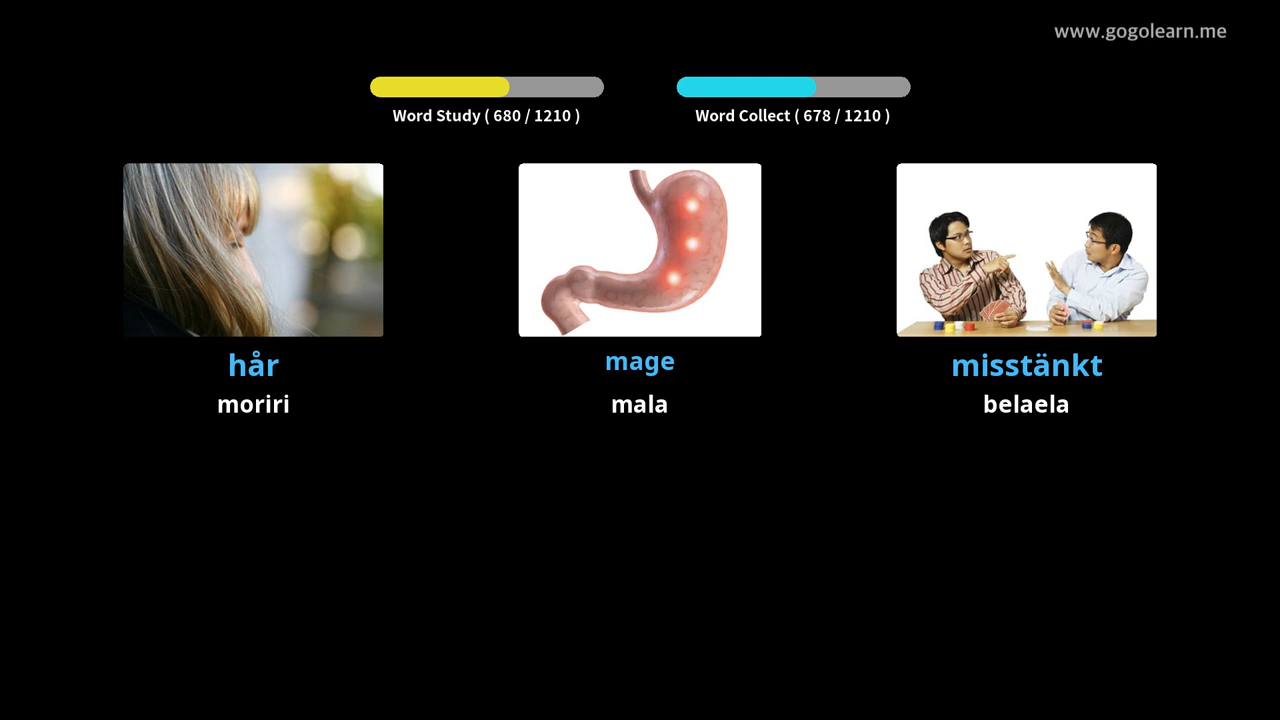 www.gogolearn.me
Word Study ( 680 / 1210 )
Word Collect ( 678 / 1210 )
hår
mage
misstänkt
moriri
mala
belaela